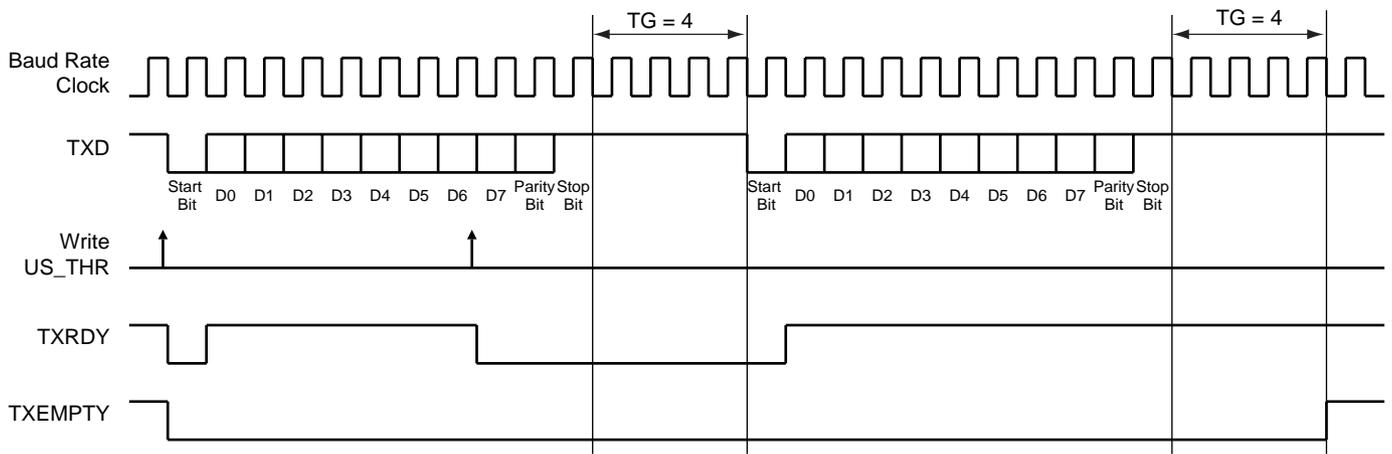 TG = 4
TG = 4
Baud Rate
Clock
TXD
Start
Bit
D0
D1
D2
D3
D4
D5
D6
D7
Parity
Bit
Stop
Bit
Start
Bit
D0
D1
D2
D3
D4
D5
D6
D7
Parity
Bit
Stop
Bit
Write
US_THR
TXRDY
TXEMPTY